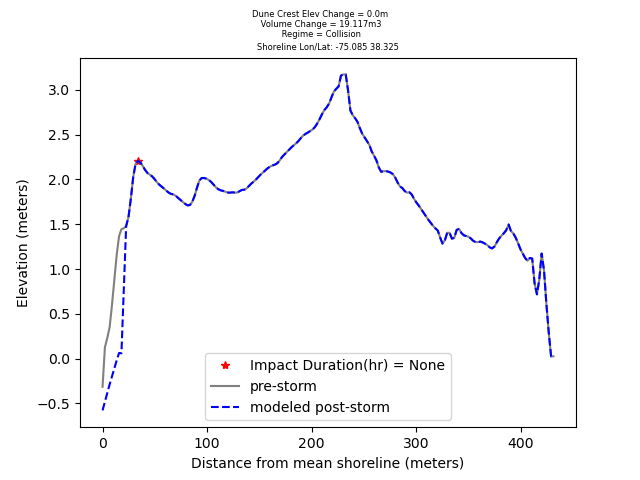 Dune Crest Elev Change = 0.0m
Volume Change = 19.117m3
Regime = Collision
Shoreline Lon/Lat: -75.085 38.325
3.0
2.5
2.0
1.5
1.0
0.5
0.0
−0.5
Elevation (meters)
Impact Duration(hr) = None
pre-storm
modeled post-storm
0
100
200
300
400
Distance from mean shoreline (meters)